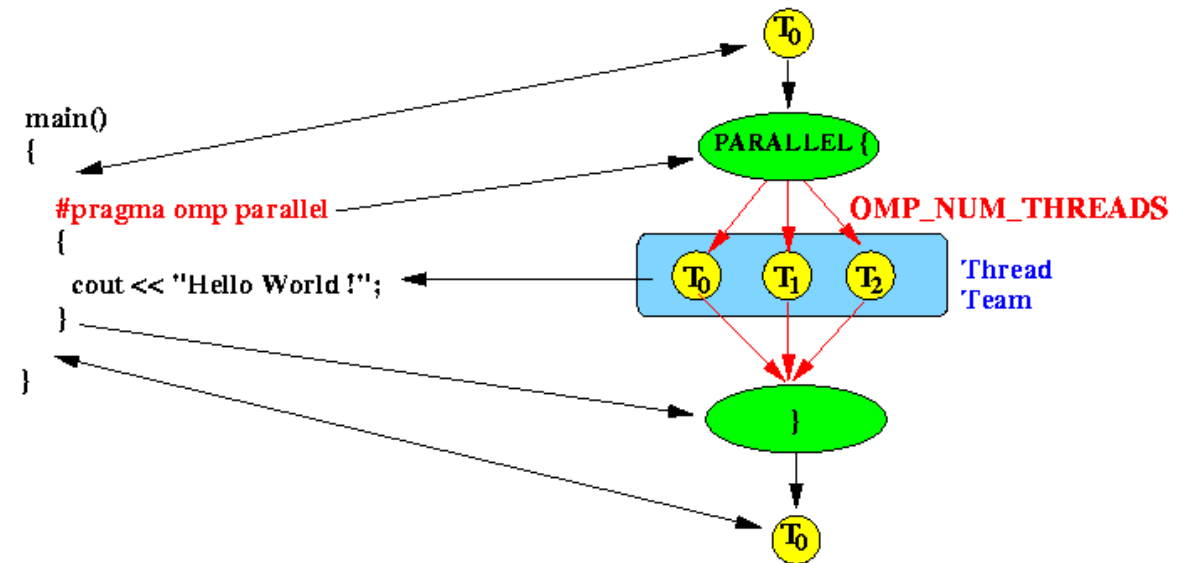 main()
{
#pragma omp parallel
{
cout << "Hello World !";
}
}
T0
PARALLEL {
OMP_NUM_THREADS
T0 T1 T2
Thread
Team
}
T0